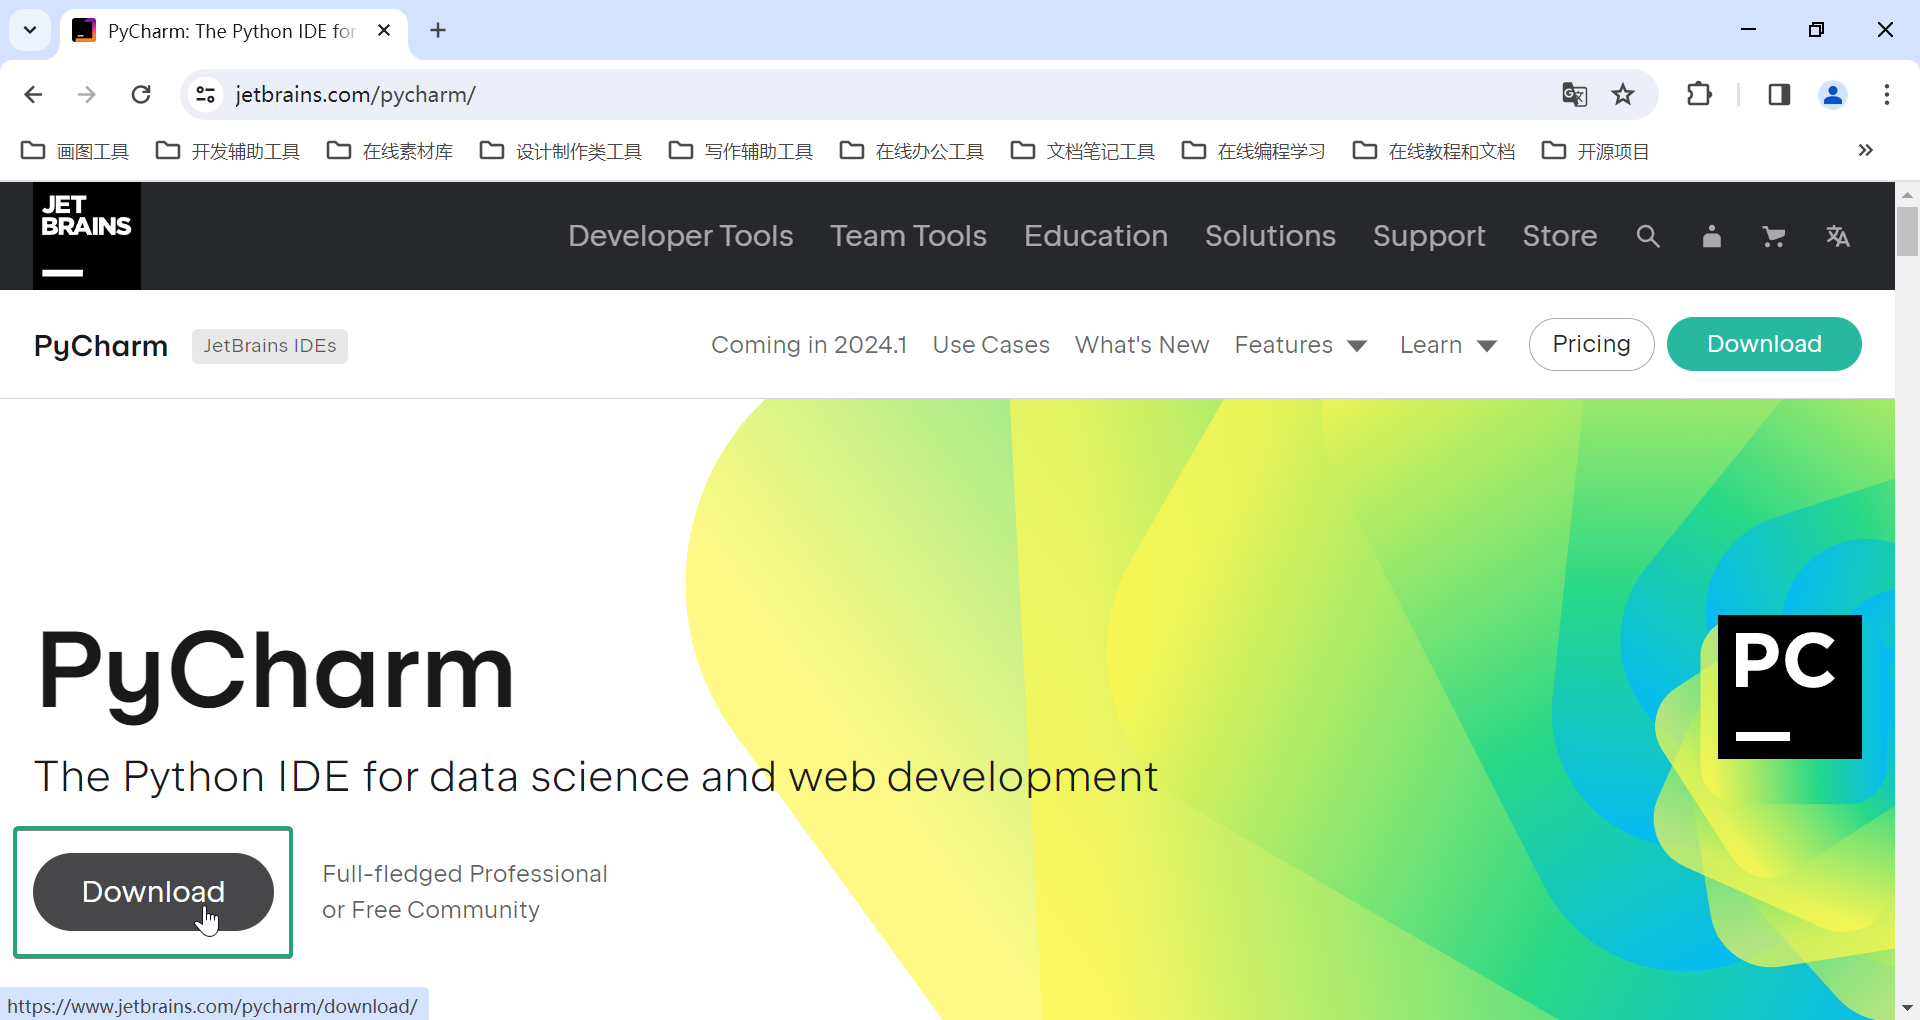 PyCharm: The Python IDE for
jetbrains.com/pycharm/
画图工具 开发辅助工具 在线素材库 设计制作类工具 写作辅助工具 在线办公工具 文档笔记工具 在线编程学习 在线教程和文档 开源项目
JET
BRAINS
Developer Tools Team Tools Education Solutions Support Store
PyCharm JetBrains IDEs Coming in 2024.1 Use Cases What's New Features Learn Pricing Download
PyCharm
PC
The Python IDE for data science and web development
Download
Full-fledged Professional
or Free Community
https://www.jetbrains.com/pycharm/download/